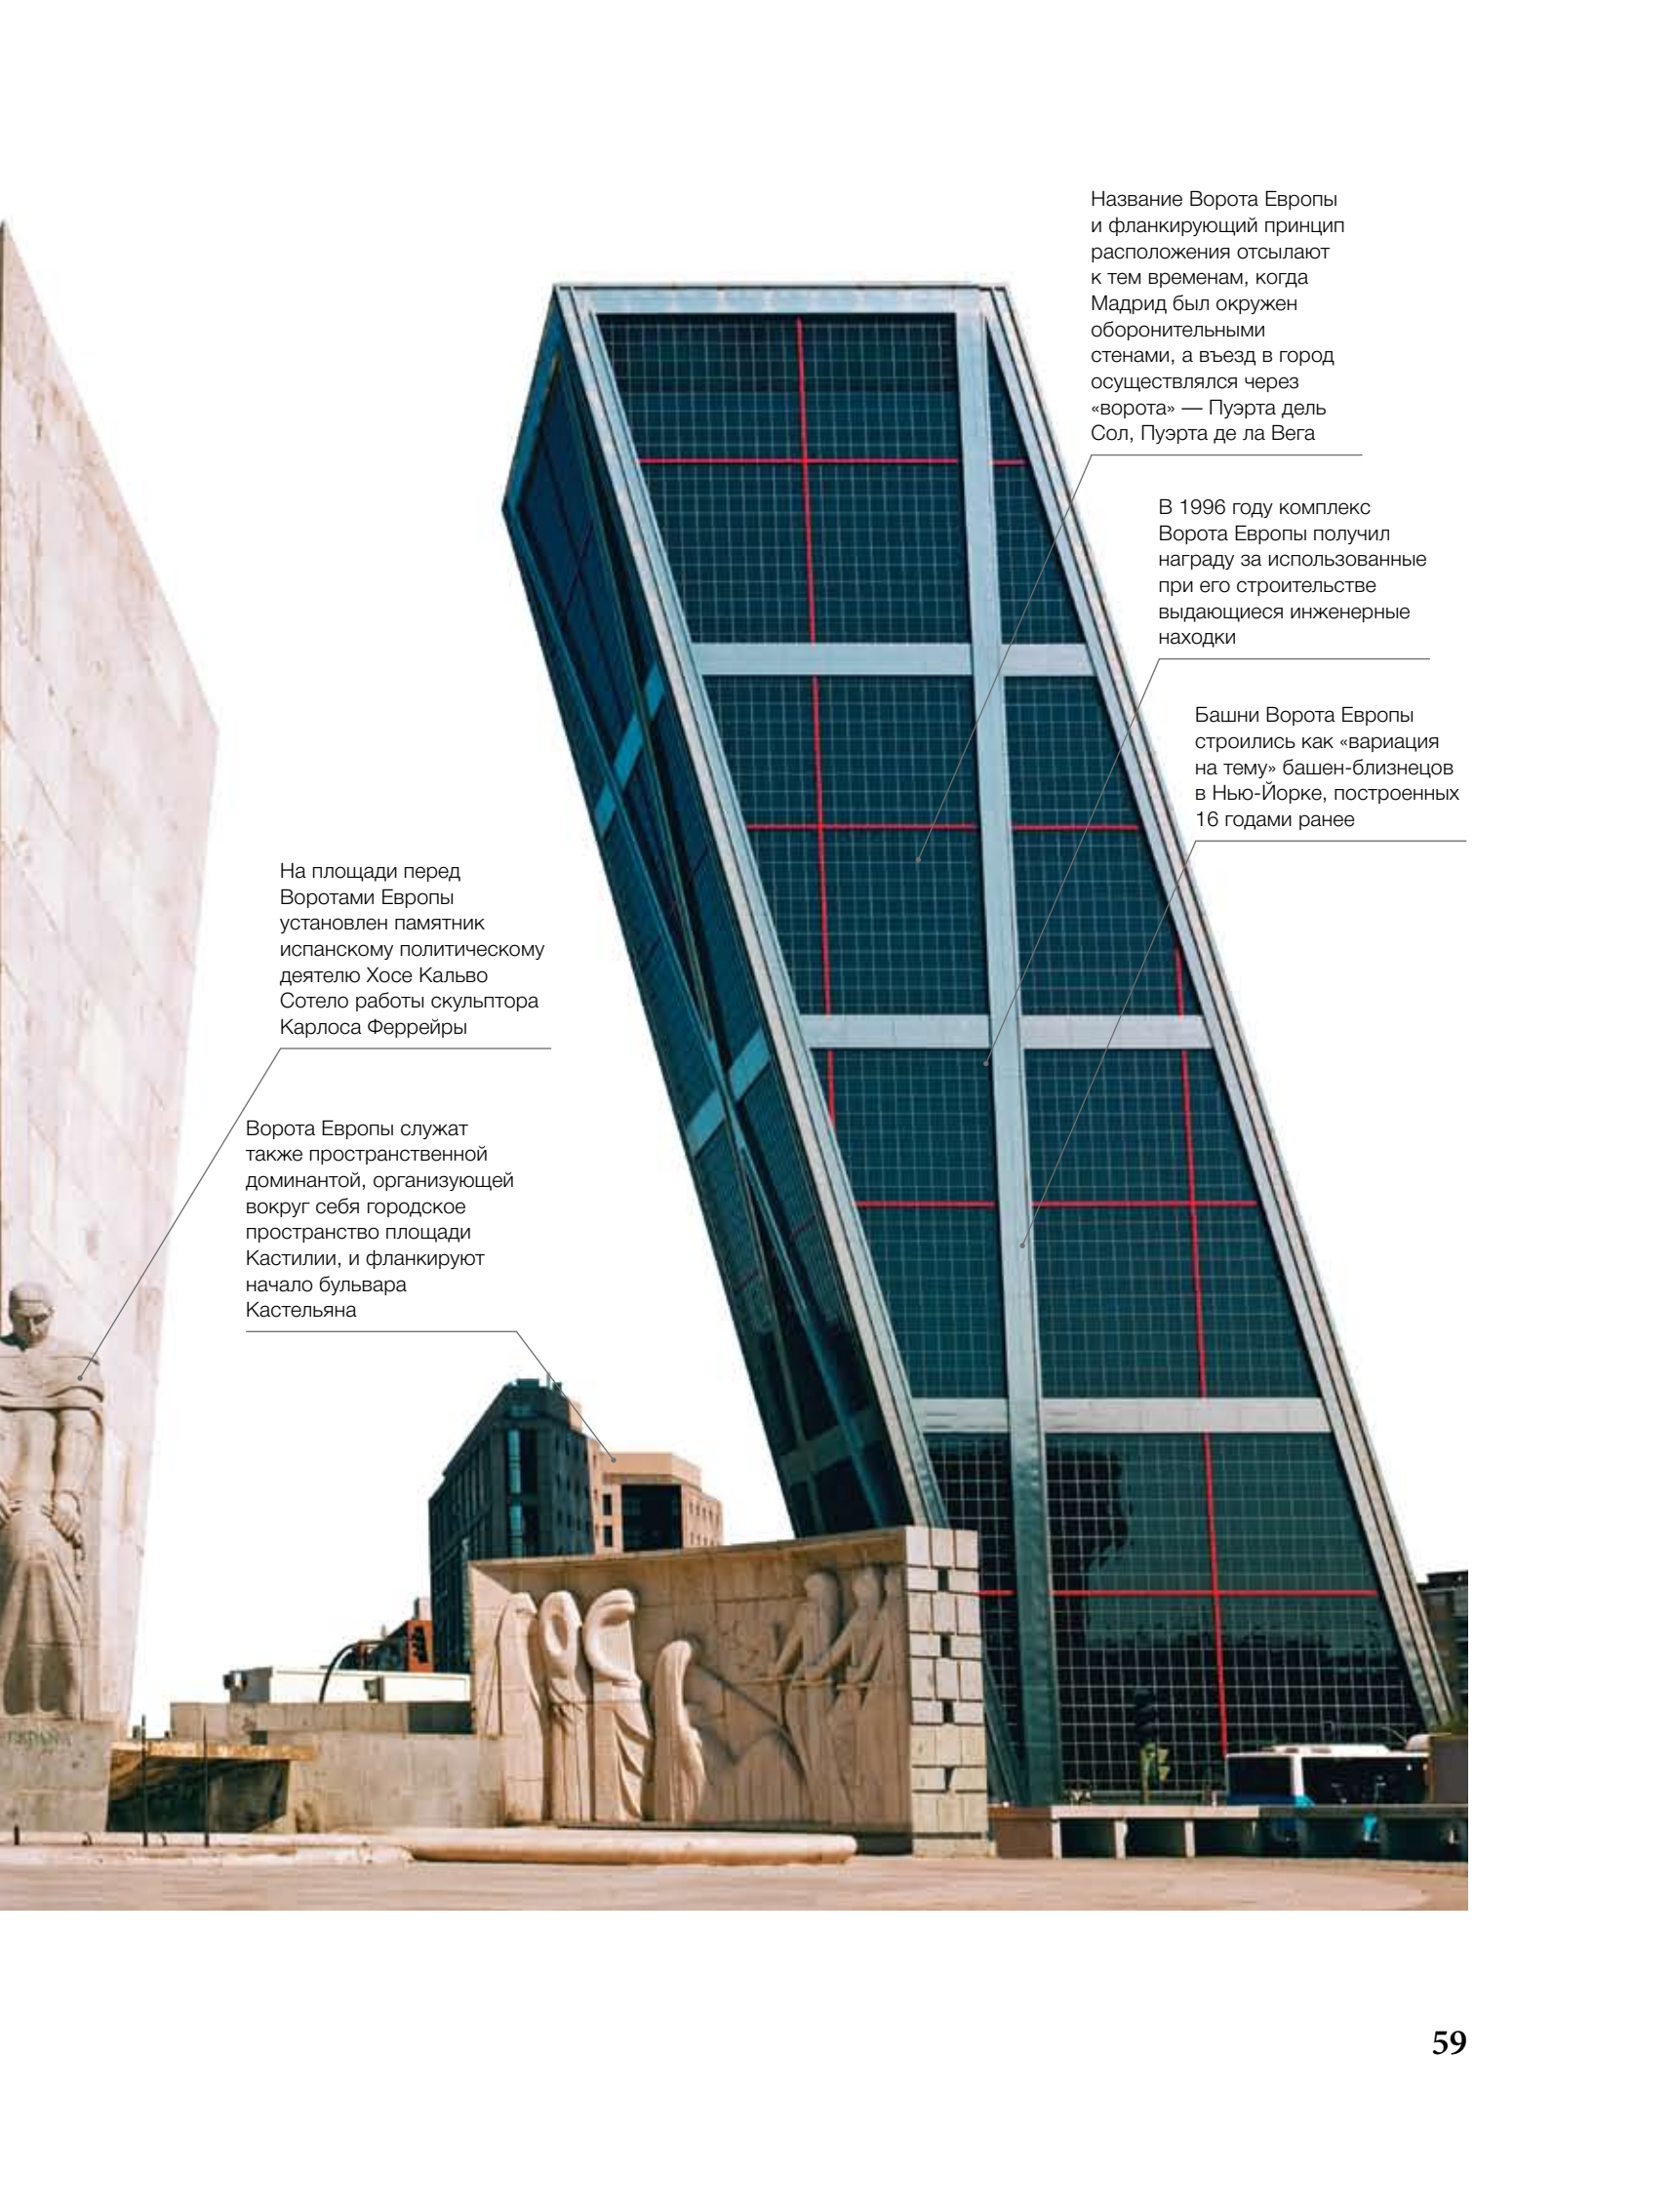 Название Ворота Европы
и фланкирующий принцип
расположения отсылают
к тем временам, когда
Мадрид был окружен
оборонительными
стенами, а въезд в город
осуществлялся через
«ворота» — Пуэрта дель
Сол, Пуэрта де ла Вега
В 1996 году комплекс
Ворота Европы получил
награду за использованные
при его строительстве
выдающиеся инженерные
находки
Башни Ворота Европы
строились как «вариация
на тему» башен-близнецов
в Нью-Йорке, построенных
16 годами ранее
На площади перед
Воротами Европы
установлен памятник
испанскому политическому
деятелю Хосе Кальво
Сотело работы скульптора
Карлоса Феррейры
Ворота Европы служат
также пространственной
доминантой, организующей
вокруг себя городское
пространство площади
Кастилии, и фланкируют
начало бульвара
Кастельяна
59